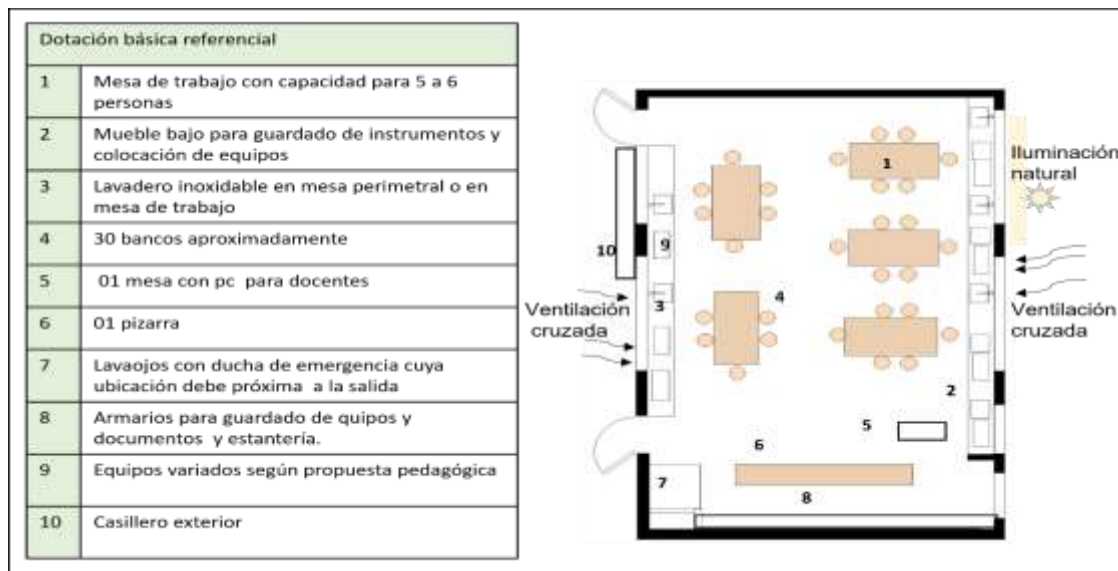 Dotación básica referencial
1 Mesa de trabajo con capacidad para 5 a 6
personas
2 Mueble bajo para guardado de instrumentos y
colocación de equipos
3 Lavadero inoxidable en mesa perimetral o en
mesa de trabajo
4 30 bancos aproximadamente
5 01 mesa con pc para docentes
6 01 pizarra
7 Lavaojos con ducha de emergencia cuya
ubicación debe próxima a la salida
8 Armarios para guardado de quipos y
documentos y estantería.
9 Equipos variados según propuesta pedagógica
10 Casillero exterior
1
Iluminación
natural
10
9
4
3
Ventilación
cruzada
Ventilación
cruzada
2
5
6
7
8